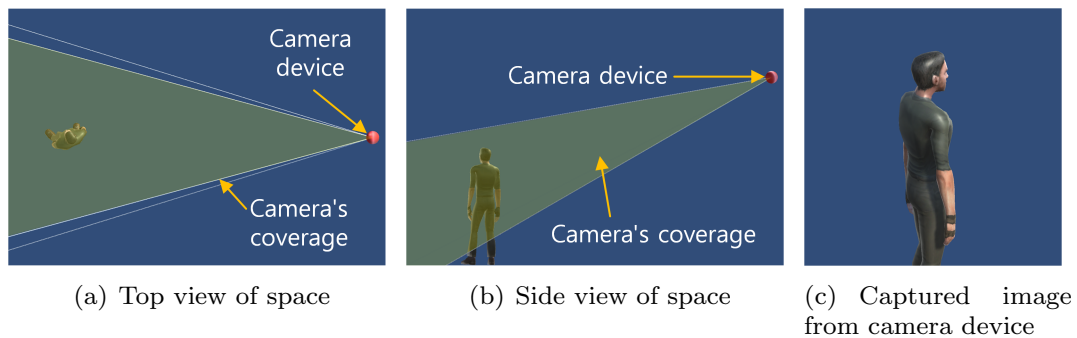 Camera
device
Camera's
coverage
Camera device
Camera's coverage
(a) Top view of space
(b) Side view of space
(c) Captured image
from camera device